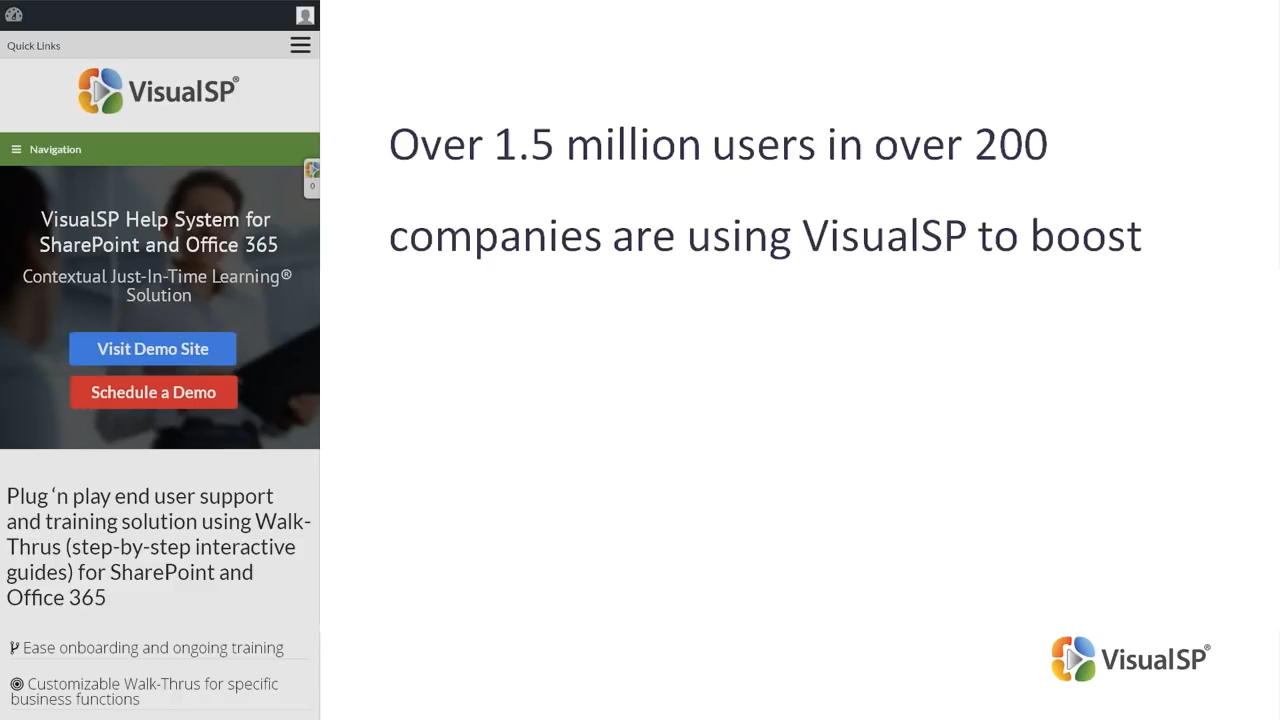 Quick Links
VisualSP®
Navigation
0
VisualSP Help System for
SharePoint and Office 365
Contextual Just-In-Time Learning®
Solution
Visit Demo Site
Schedule a Demo
Plug ‘n play end user support
and training solution using Walk-
Thrus (step-by-step interactive
guides) for SharePoint and
Office 365
Ease onboarding and ongoing training
Customizable Walk-Thrus for specific
business functions
Over 1.5 million users in over 200
companies are using VisualSP to boost
VisualSP®